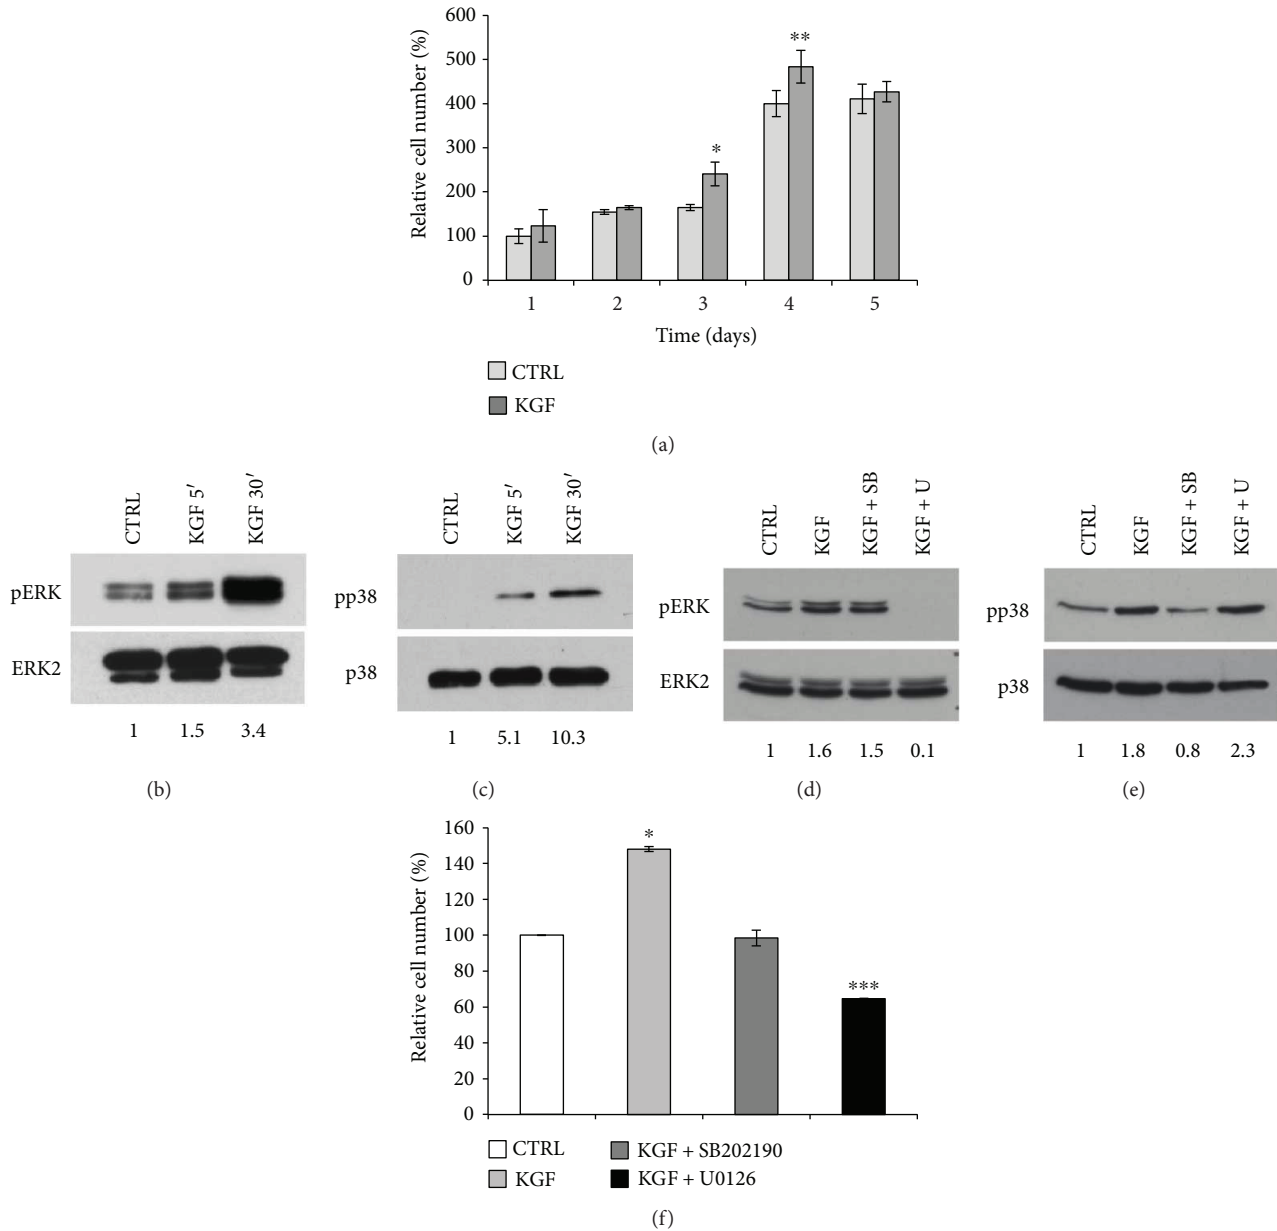 600
500
400
300
200
100
0
Relative cell number (%)
*
**
1 2 3 4 5
Time (days)
CTRL
KGF
(a)
CTRL KGF 5′ KGF 30′
pERK
ERK2
1 1.5 3.4
(b)
CTRL KGF 5′ KGF 30′
pp38
p38
1 5.1 10.3
(c)
CTRL KGF KGF + SB KGF + U
pERK
ERK2
1 1.6 1.5 0.1
(d)
CTRL KGF KGF + SB KGF + U
pp38
p38
1 1.8 0.8 2.3
(e)
160
140
120
100
80
60
40
20
0
Relative cell number (%)
*
***
CTRL KGF + SB202190
KGF KGF + U0126
(f)